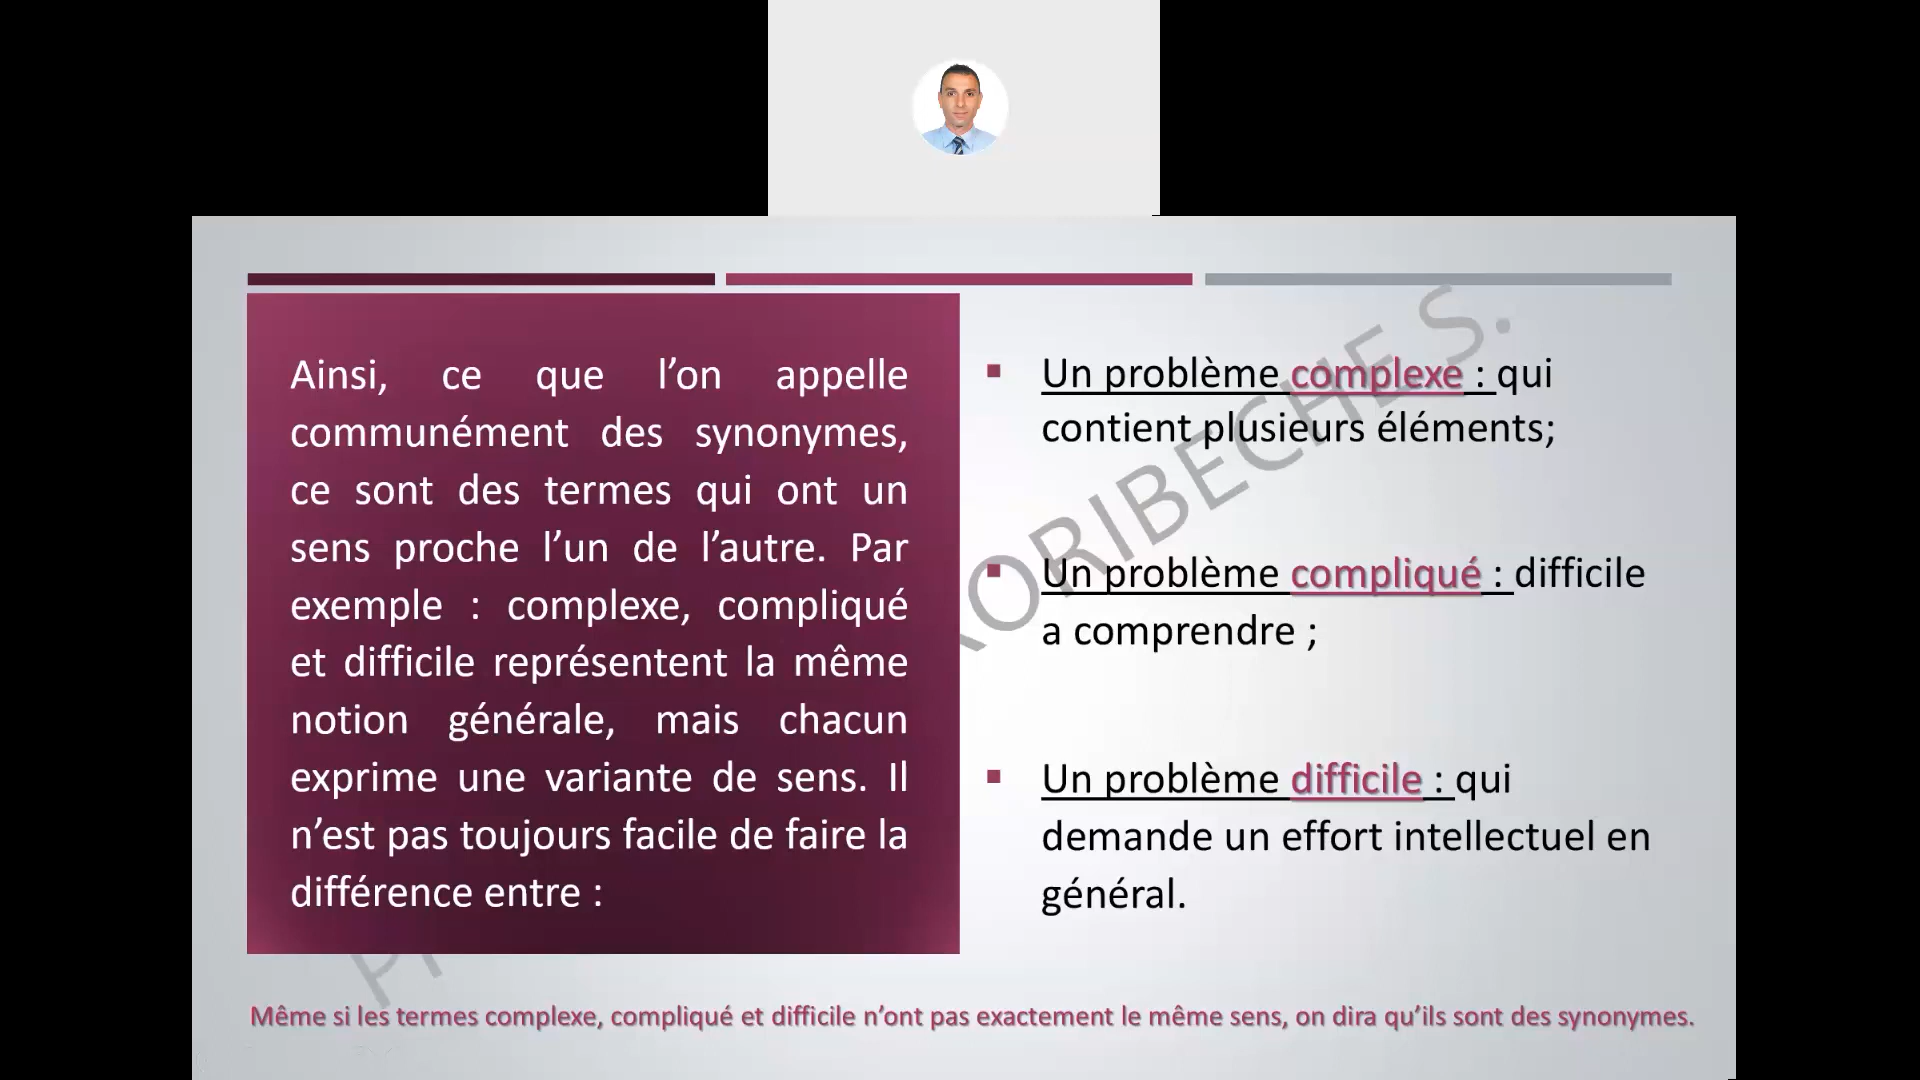 Ainsi, ce que l’on appelle
communément des synonymes,
ce sont des termes qui ont un
sens proche l’un de l’autre. Par
exemple : complexe, compliqué
et difficile représentent la même
notion générale, mais chacun
exprime une variante de sens. Il
n’est pas toujours facile de faire la
différence entre :
Un problème complexe : qui
contient plusieurs éléments;
Un problème compliqué : difficile
a comprendre ;
Un problème difficile : qui
demande un effort intellectuel en
général.
Même si les termes complexe, compliqué et difficile n’ont pas exactement le même sens, on dira qu’ils sont des synonymes.